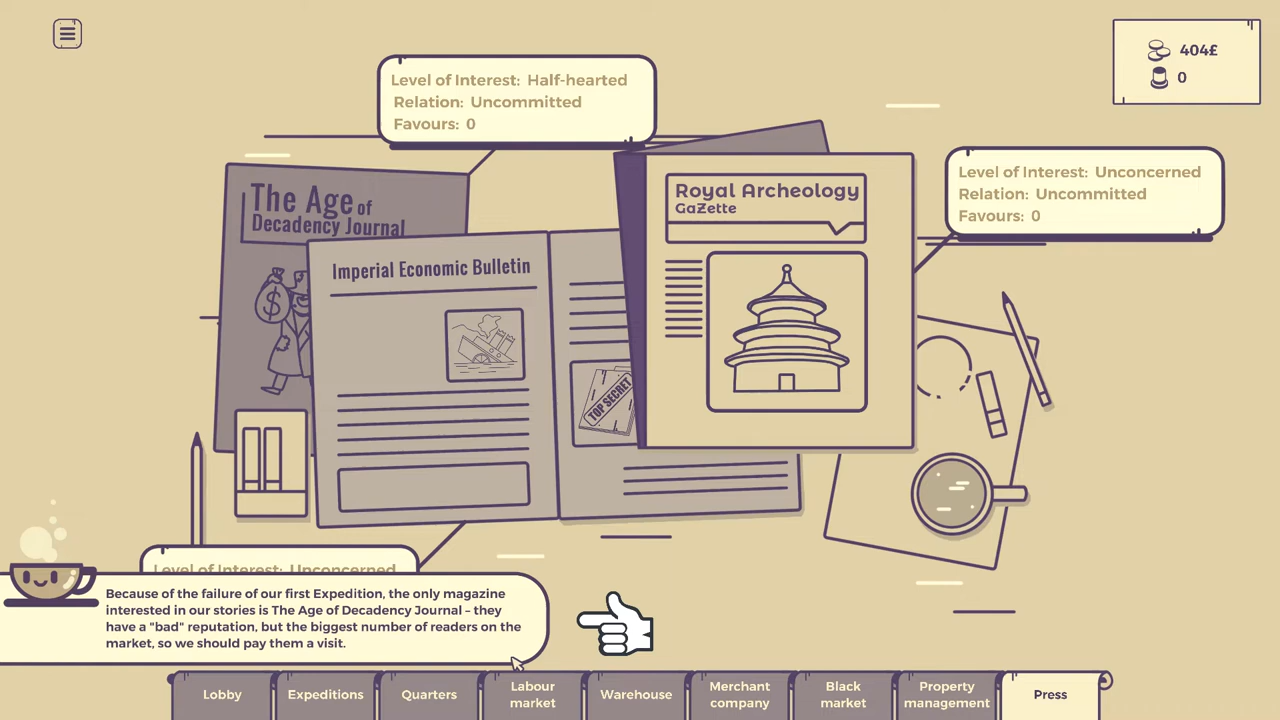 404£
0
Level of Interest: Half-hearted
Relation: Uncommitted
Favours: 0
Level of Interest: Unconcerned
Relation: Uncommitted
Favours: 0
The Age of
Decadency Journal
$
Imperial Economic Bulletin
TOP SECRET
Royal Archeology
GaZette
Level of Interest: Unconcerned
Because of the failure of our first Expedition, the only magazine
interested in our stories is The Age of Decadency Journal – they
have a "bad" reputation, but the biggest number of readers on the
market, so we should pay them a visit.
Lobby
Expeditions
Quarters
Labour
market
Warehouse
Merchant
company
Black
market
Property
management
Press